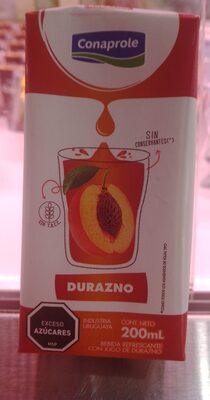 Conaprole
SIN
CONSERVANTES(*)
SIN TACC
DURAZNO
EXCESO
AZÚCARES
MSP
INDUSTRIA
URUGUAYA
CONT. NETO
200mL
BEBIDA REFRESCANTE
CON JUGO DE DURAZNO